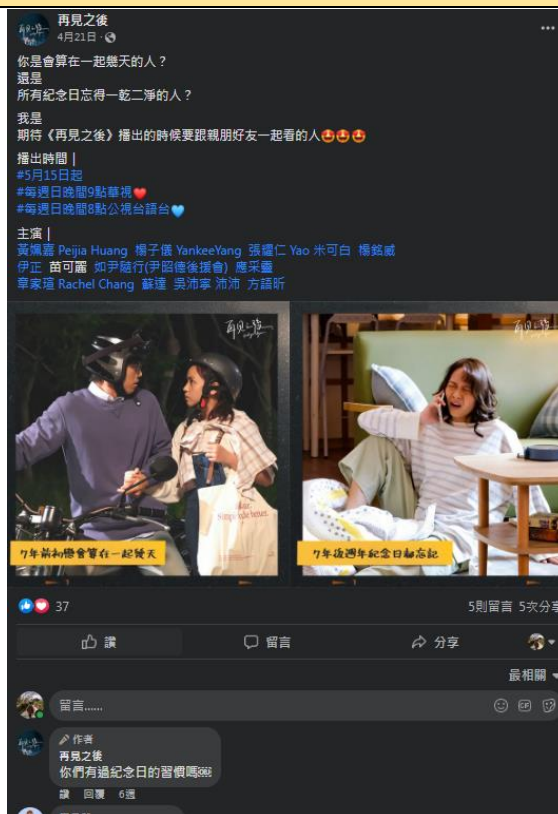 再見之後
4月21日
你是會算在一起幾天的人？
還是
所有紀念日忘得一乾二淨的人？
我是
期待《再見之後》播出的時候要跟親朋好友一起看的人🤩🤩🤩
播出時間 |
#5月15日起
#每週日晚間9點華視❤️
#每週日晚間8點公視台語台💙
主演 |
黃姵嘉 Peijia Huang 楊子儀 YankeeYang 張耀仁 Yao 米可白 楊銘威
伊正 苗可麗 如尹隨行(尹昭德後援會) 應采靈
章家瑄 Rachel Chang 蘇達 吳沛寧 沛沛 方語昕
再見之後
再見之後
7年前初戀會算在一起幾天
7年後週年紀念日都忘記
37
5則留言 5次分享
讚
留言
分享
最相關
留言......
作者
再見之後
你們有過紀念日的習慣嗎
讚 回覆 6週